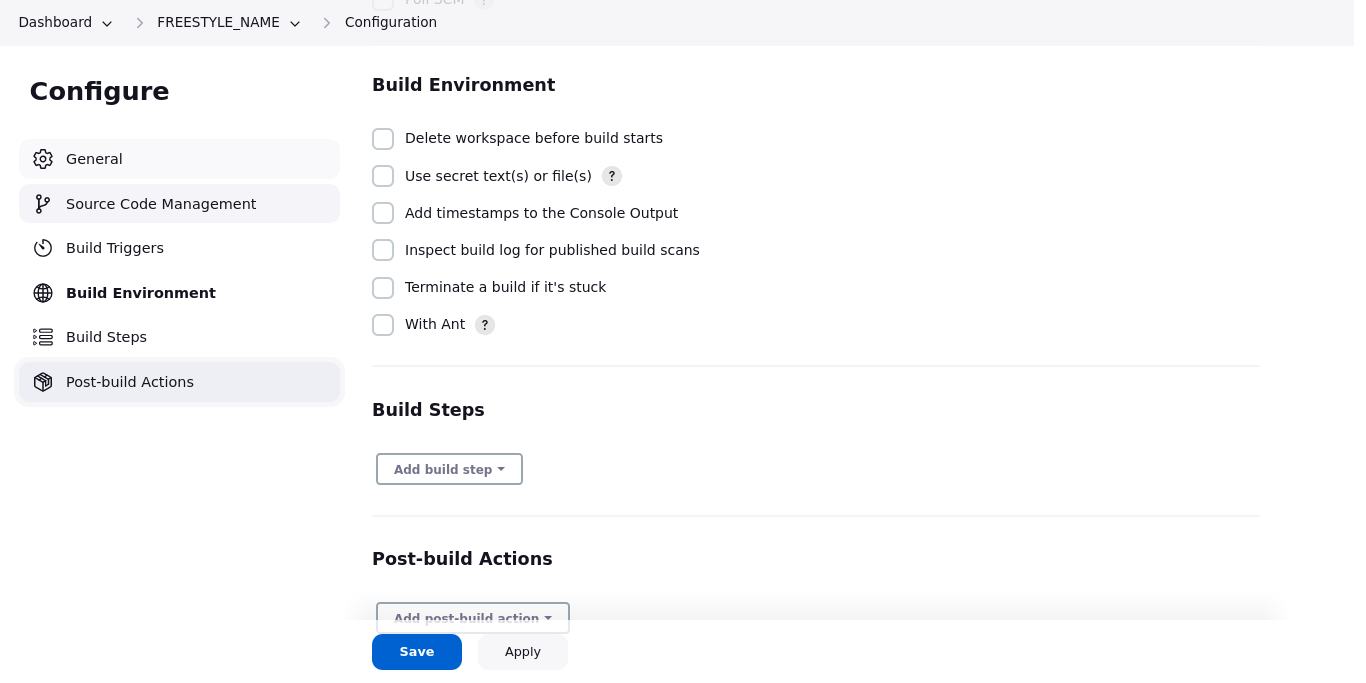 Poll SCM ?
Dashboard
FREESTYLE_NAME
Configuration
Configure
General
Source Code Management
Build Triggers
Build Environment
Build Steps
Post-build Actions
Build Environment
Delete workspace before build starts
Use secret text(s) or file(s) ?
Add timestamps to the Console Output
Inspect build log for published build scans
Terminate a build if it's stuck
With Ant ?
Build Steps
Add build step
Post-build Actions
Add post-build action
Save
Apply